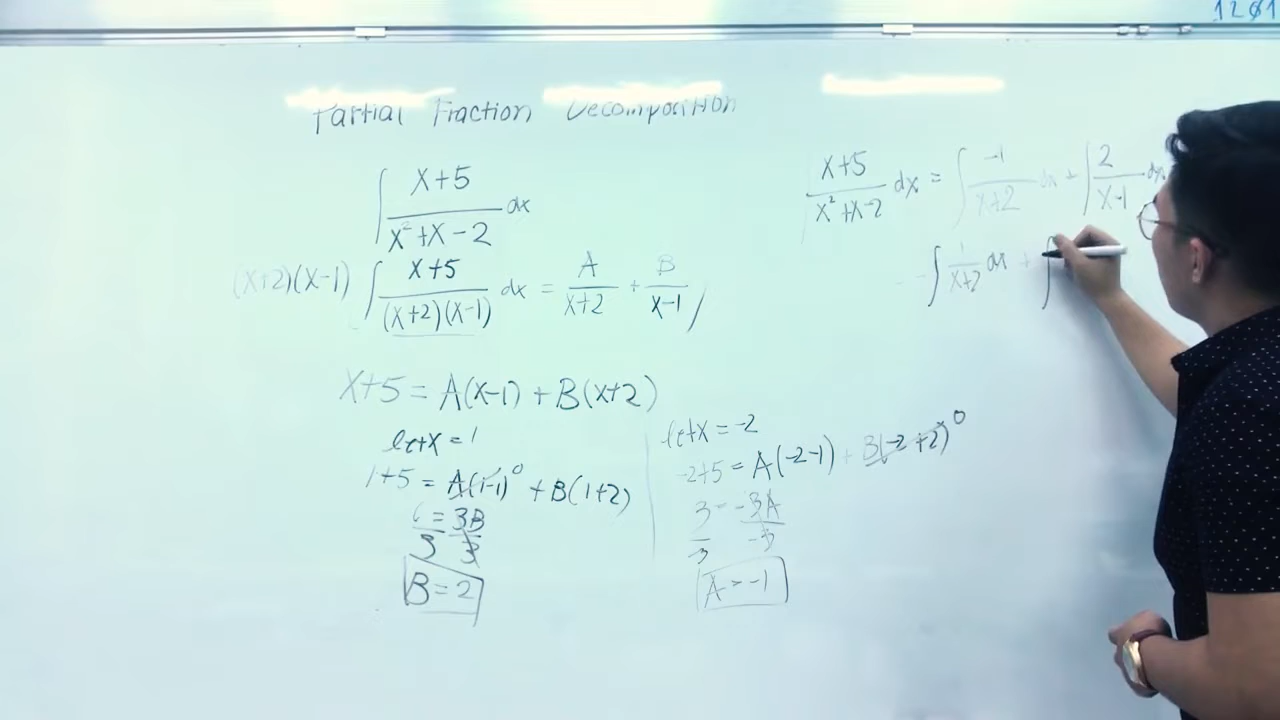 1201
Partial Fraction Decomposition
∫ x+5 / x²+x-2 dx
(x+2)(x-1) ∫ x+5 / (x+2)(x-1) dx = A / x+2 + B / x-1
x+5 = A(x-1) + B(x+2)
let x = 1
1+5 = A(1-1)⁰ + B(1+2)
6 = 3B
3 3
B = 2
let x = -2
-2+5 = A(-2-1) + B(-2+2)⁰
3 = -3A
-3 -3
A = -1
x+5 / x²+x-2 dx = ∫ -1 / x+2 dx + ∫ 2 / x-1 dx
-∫ 1 / x+2 dx + ∫